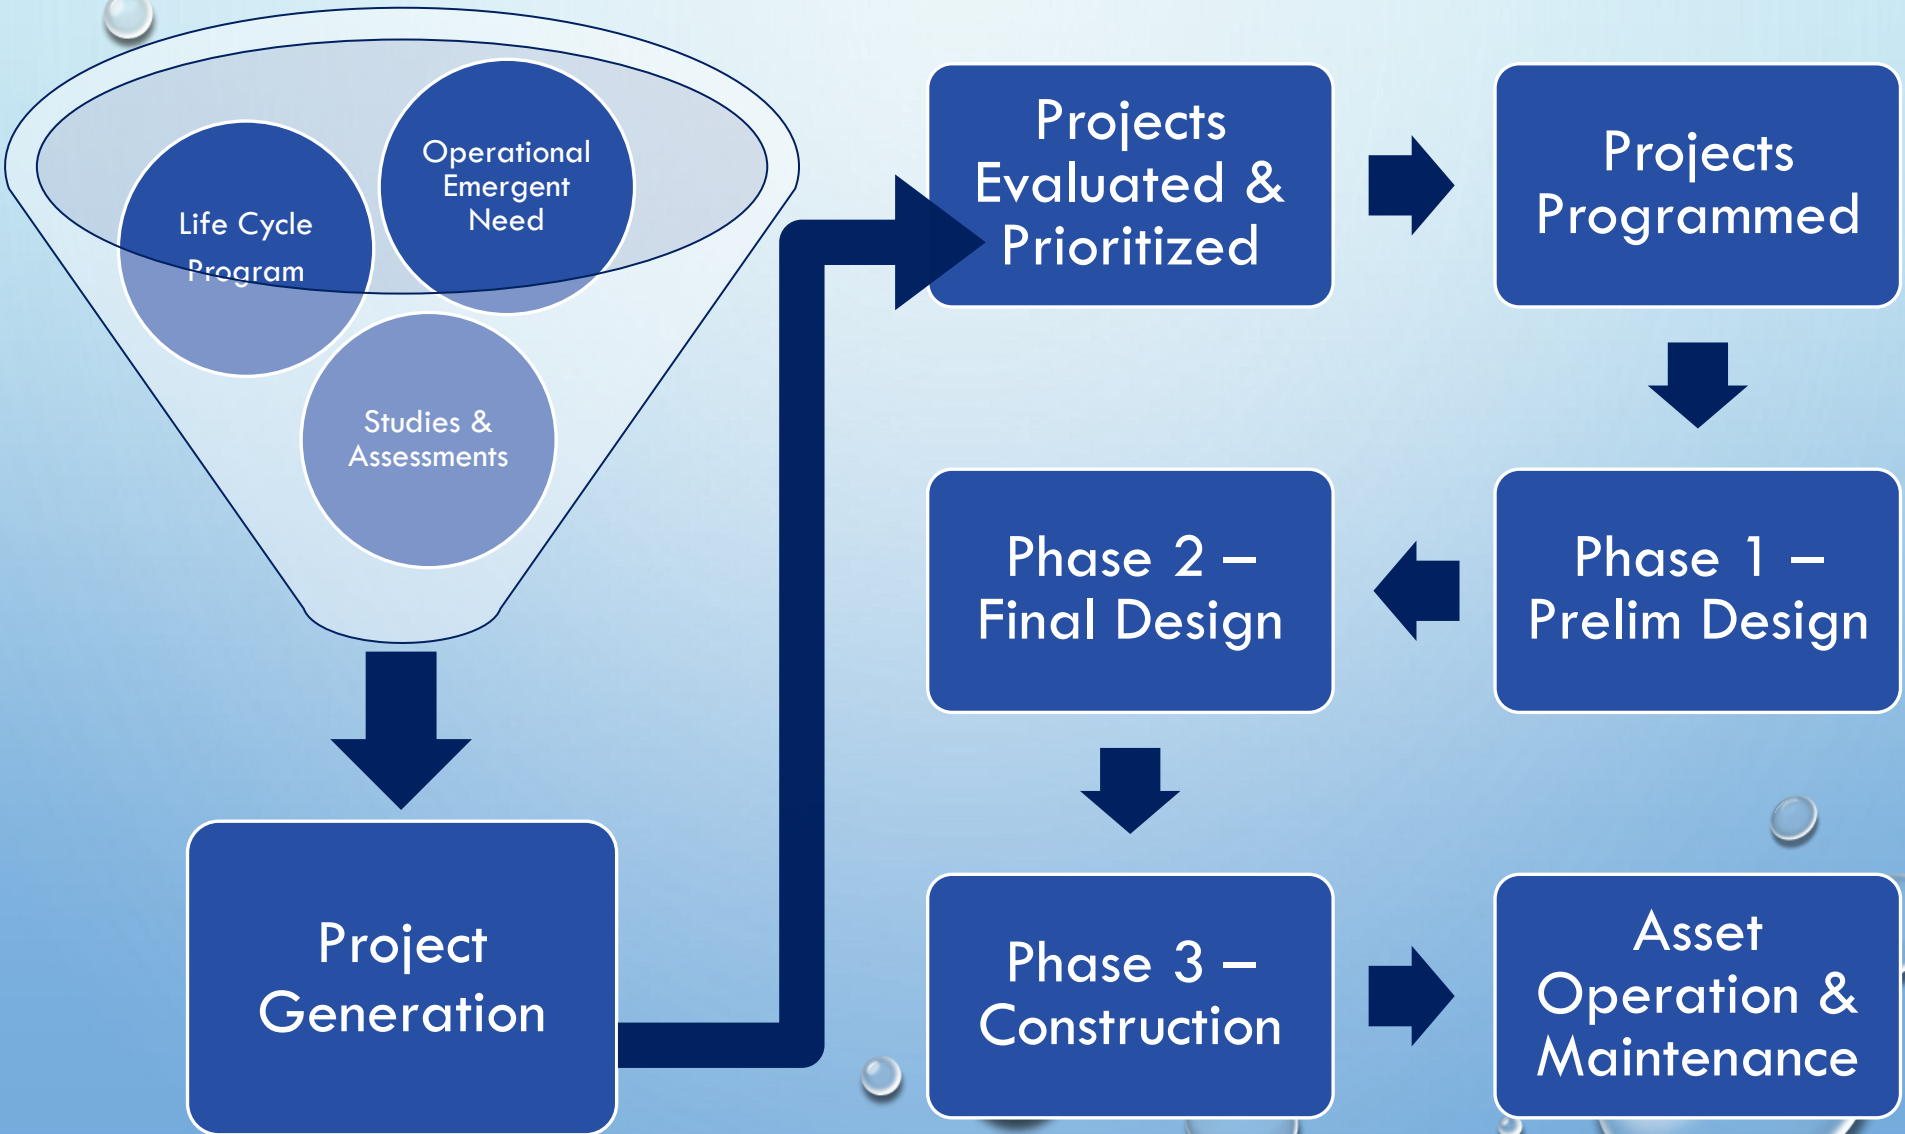 Life Cycle
Program
Operational
Emergent
Need
Studies &
Assessments
Project
Generation
Projects
Evaluated &
Prioritized
Projects
Programmed
Phase 1 –
Prelim Design
Phase 2 –
Final Design
Phase 3 –
Construction
Asset
Operation &
Maintenance